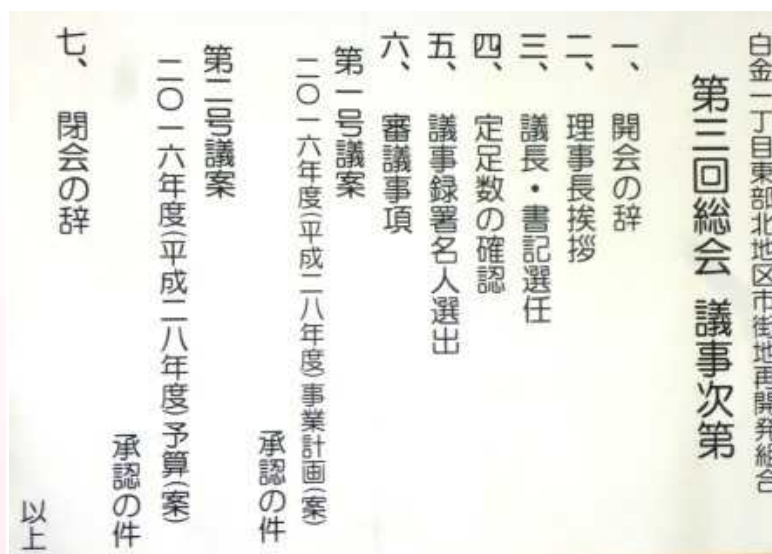 白金一丁目東部北地区市街地再開発組合
第三回総会 議事次第
一、 開会の辞
二、 理事長挨拶
三、 議長・書記選任
四、 定足数の確認
五、 議事録署名人選出
六、 審議事項
第一号議案
二〇一六年度(平成二八年度)事業計画(案)
承認の件
第二号議案
二〇一六年度(平成二八年度)予算(案)
承認の件
七、 閉会の辞
以上